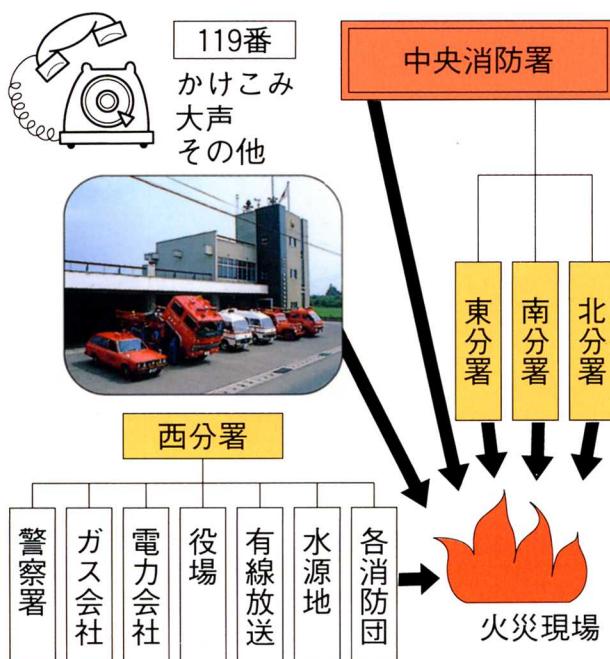 119番
かけこみ
大声
その他
中央消防署
東分署
南分署
北分署
西分署
警察署
ガス会社
電力会社
役場
有線放送
水源地
各消防団
火災現場